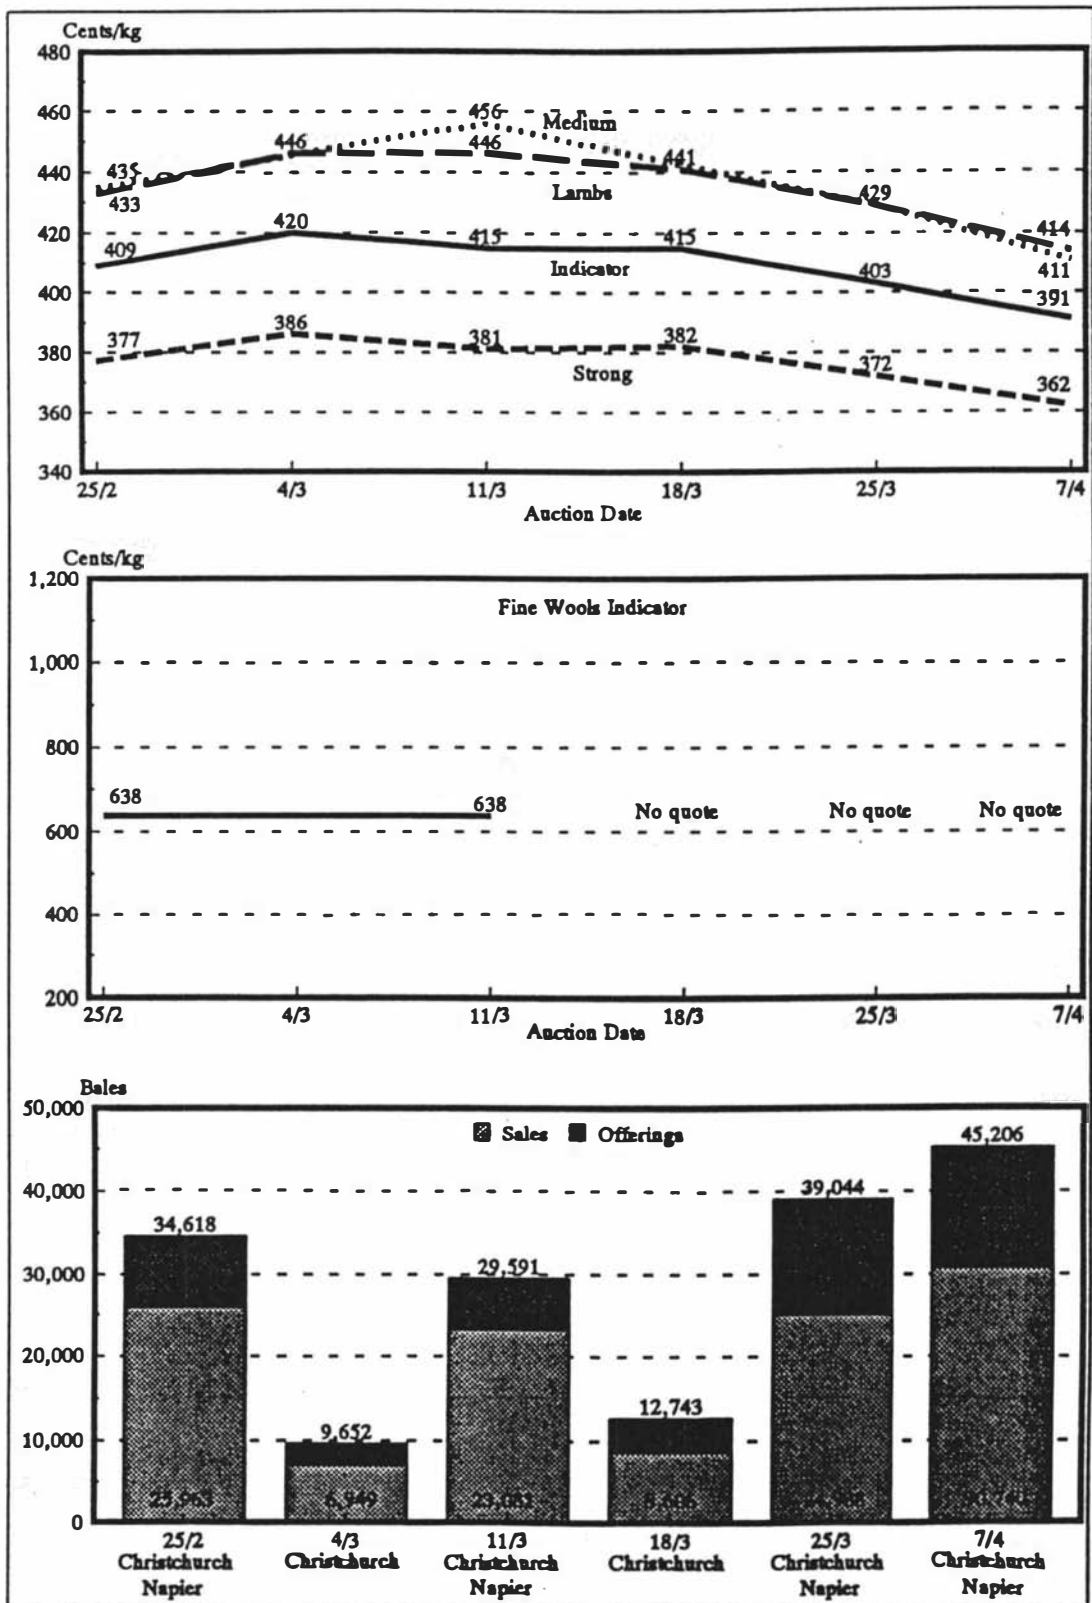 Cents/kg
480
460
440
420
400
380
360
340
435
433
446
456
446
441
429
414
411
Medium
Lambs
409
420
415
415
403
391
Indicator
377
386
381
382
372
362
Strong
25/2 4/3 11/3 18/3 25/3 7/4
Auction Date
Cents/kg
1,200
1,000
800
600
400
200
Fine Wools Indicator
638 638 No quote No quote No quote
25/2 4/3 11/3 18/3 25/3 7/4
Auction Date
Bales
50,000
40,000
30,000
20,000
10,000
0
Sales Offerings
34,618
9,652
29,591
12,743
39,044
45,206
25,963 6,949 23,081
25/2 4/3 11/3 18/3 25/3 7/4
Christchurch Christchurch Christchurch Christchurch Christchurch Christchurch
Napier Napier Napier Napier